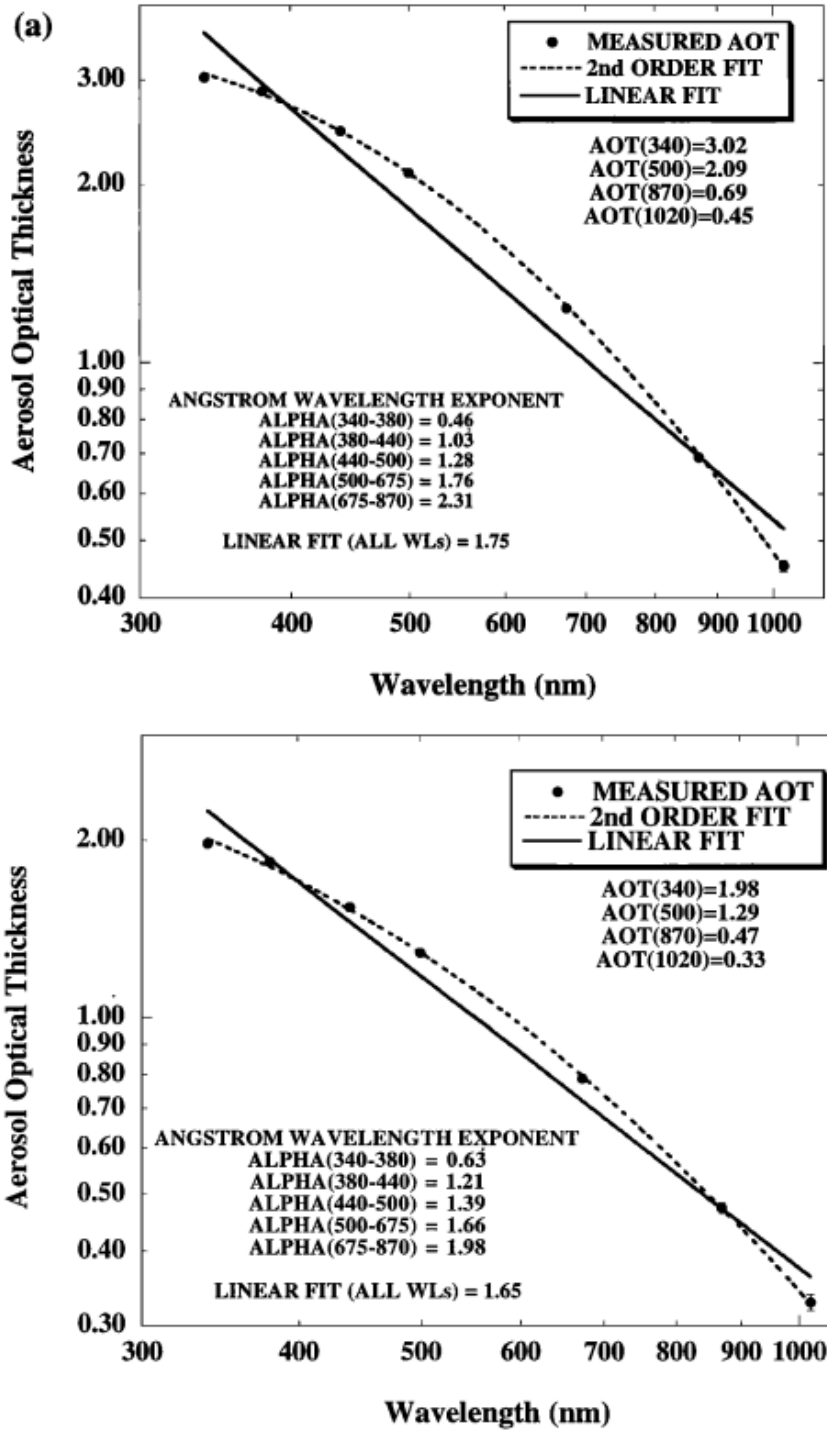 (a)
MEASURED AOT
2nd ORDER FIT
LINEAR FIT
AOT(340)=3.02
AOT(500)=2.09
AOT(870)=0.69
AOT(1020)=0.45
Aerosol Optical Thickness
3.00
2.00
1.00
0.90
0.80
0.70
0.60
0.50
0.40
ANGSTROM WAVELENGTH EXPONENT
ALPHA(340-380) = 0.46
ALPHA(380-440) = 1.03
ALPHA(440-500) = 1.28
ALPHA(500-675) = 1.76
ALPHA(675-870) = 2.31
LINEAR FIT (ALL WLs) = 1.75
300 400 500 600 700 800 900 1000
Wavelength (nm)
MEASURED AOT
2nd ORDER FIT
LINEAR FIT
AOT(340)=1.98
AOT(500)=1.29
AOT(870)=0.47
AOT(1020)=0.33
Aerosol Optical Thickness
2.00
1.00
0.90
0.80
0.70
0.60
0.50
0.40
0.30
ANGSTROM WAVELENGTH EXPONENT
ALPHA(340-380) = 0.63
ALPHA(380-440) = 1.21
ALPHA(440-500) = 1.39
ALPHA(500-675) = 1.66
ALPHA(675-870) = 1.98
LINEAR FIT (ALL WLs) = 1.65
300 400 500 600 700 800 900 1000
Wavelength (nm)